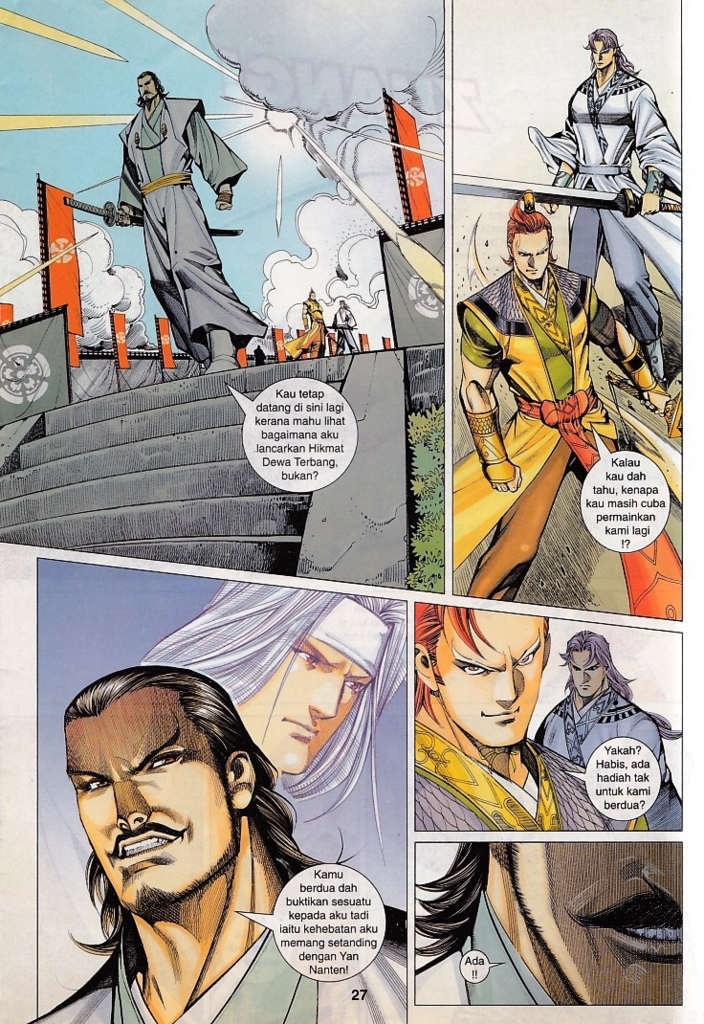 Kau tetap
datang di sini lagi
kerana mahu lihat
bagaimana aku
lancarkan Hikmat
Dewa Terbang,
bukan?
Kalau
kau dah
tahu, kenapa
kau masih cuba
permainkan
kami lagi
!?
Kamu
berdua dah
buktikan sesuatu
kepada aku tadi
iaitu kehebatan aku
memang setanding
dengan Yan
Nanten!
Yakah?
Habis, ada
hadiah tak
untuk kami
berdua?
Ada
!!
27